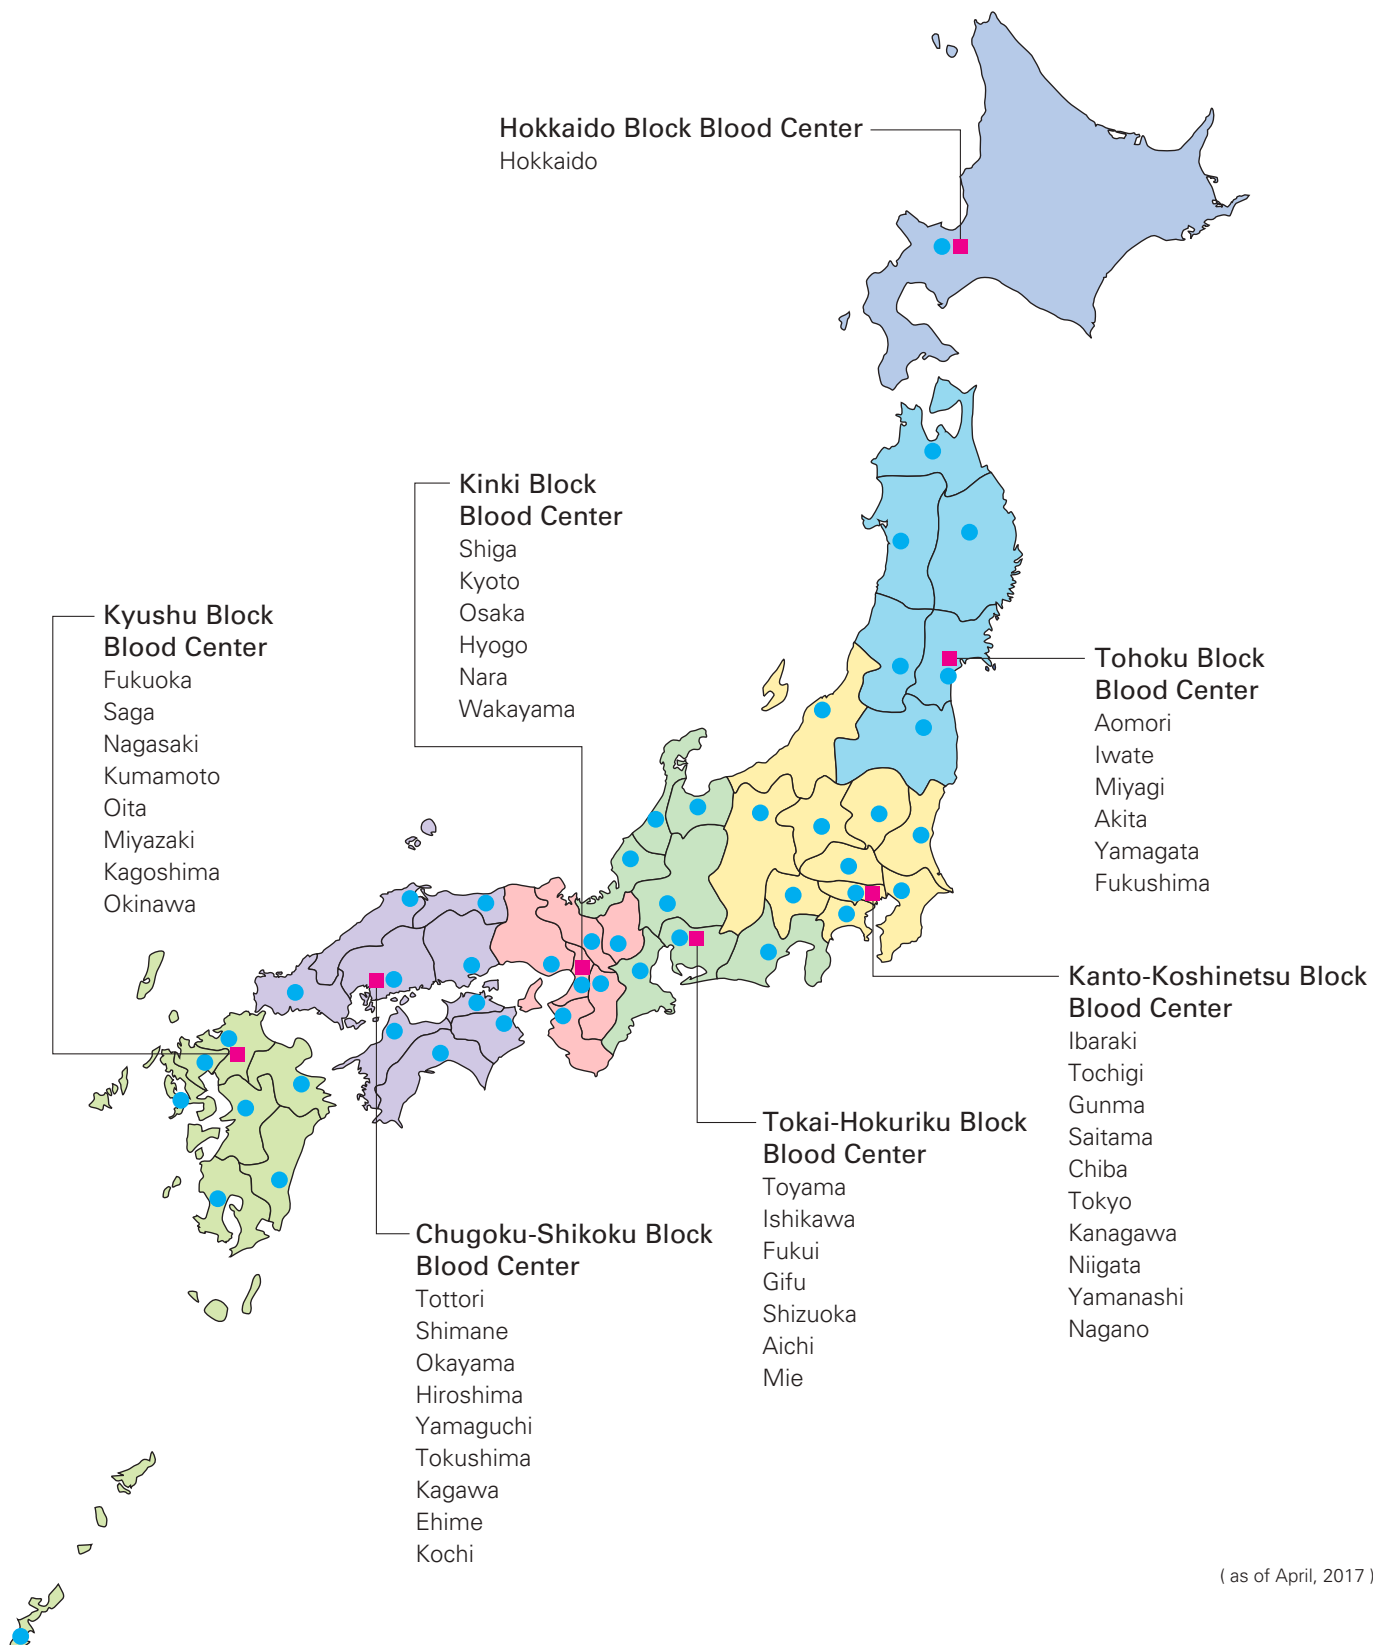 Hokkaido Block Blood Center
Hokkaido
Kinki Block
Blood Center
Shiga
Kyoto
Osaka
Hyogo
Nara
Wakayama
Kyushu Block
Blood Center
Fukuoka
Saga
Nagasaki
Kumamoto
Oita
Miyazaki
Kagoshima
Okinawa
Tohoku Block
Blood Center
Aomori
Iwate
Miyagi
Akita
Yamagata
Fukushima
Kanto-Koshinetsu Block
Blood Center
Ibaraki
Tochigi
Gunma
Saitama
Chiba
Tokyo
Kanagawa
Niigata
Yamanashi
Nagano
Tokai-Hokuriku Block
Blood Center
Toyama
Ishikawa
Fukui
Gifu
Shizuoka
Aichi
Mie
Chugoku-Shikoku Block
Blood Center
Tottori
Shimane
Okayama
Hiroshima
Yamaguchi
Tokushima
Kagawa
Ehime
Kochi
( as of April, 2017 )